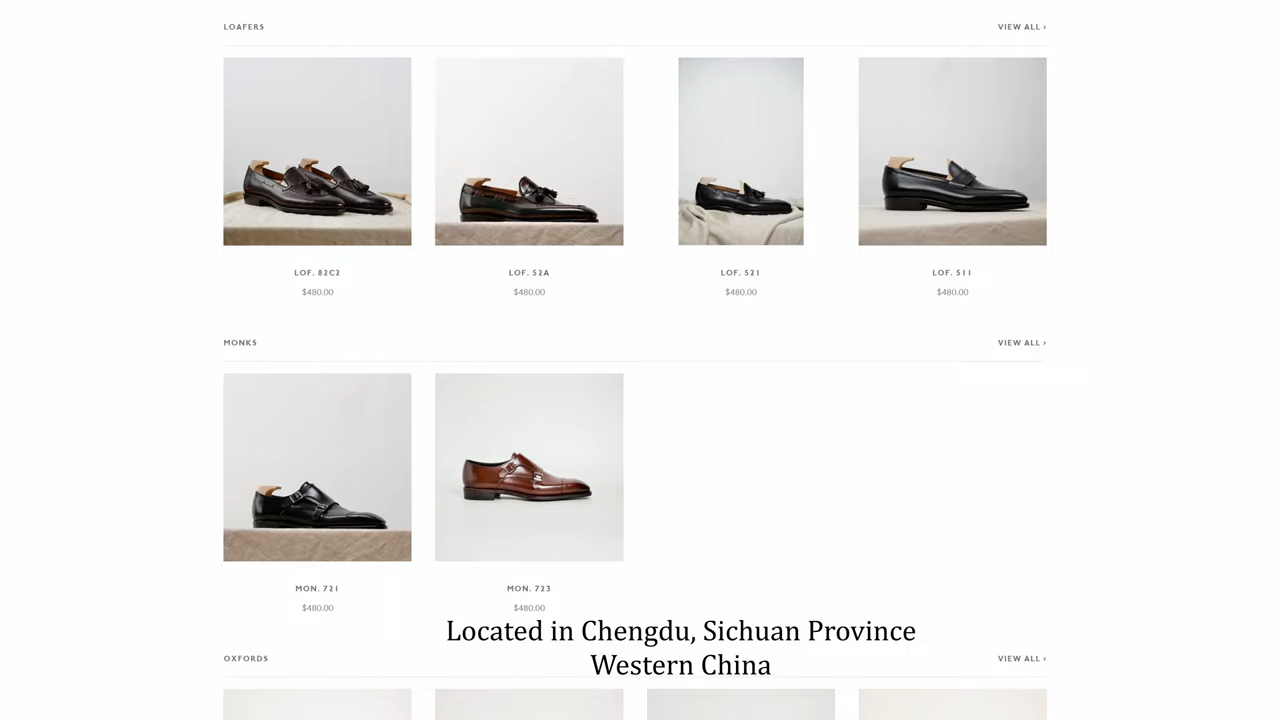 LOAFERS
VIEW ALL ›
LOF. 82C2
LOF. 52A
LOF. 521
LOF. 511
$480.00
$480.00
$480.00
$480.00
MONKS
VIEW ALL ›
MON. 721
MON. 723
$480.00
$480.00
Located in Chengdu, Sichuan Province
Western China
OXFORDS
VIEW ALL ›